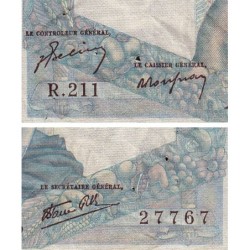 LE CONTROLEUR GÉNÉRAL,
LE CAISSIER GÉNÉRAL,
R.211
LE SECRÉTAIRE GÉNÉRAL,
27767